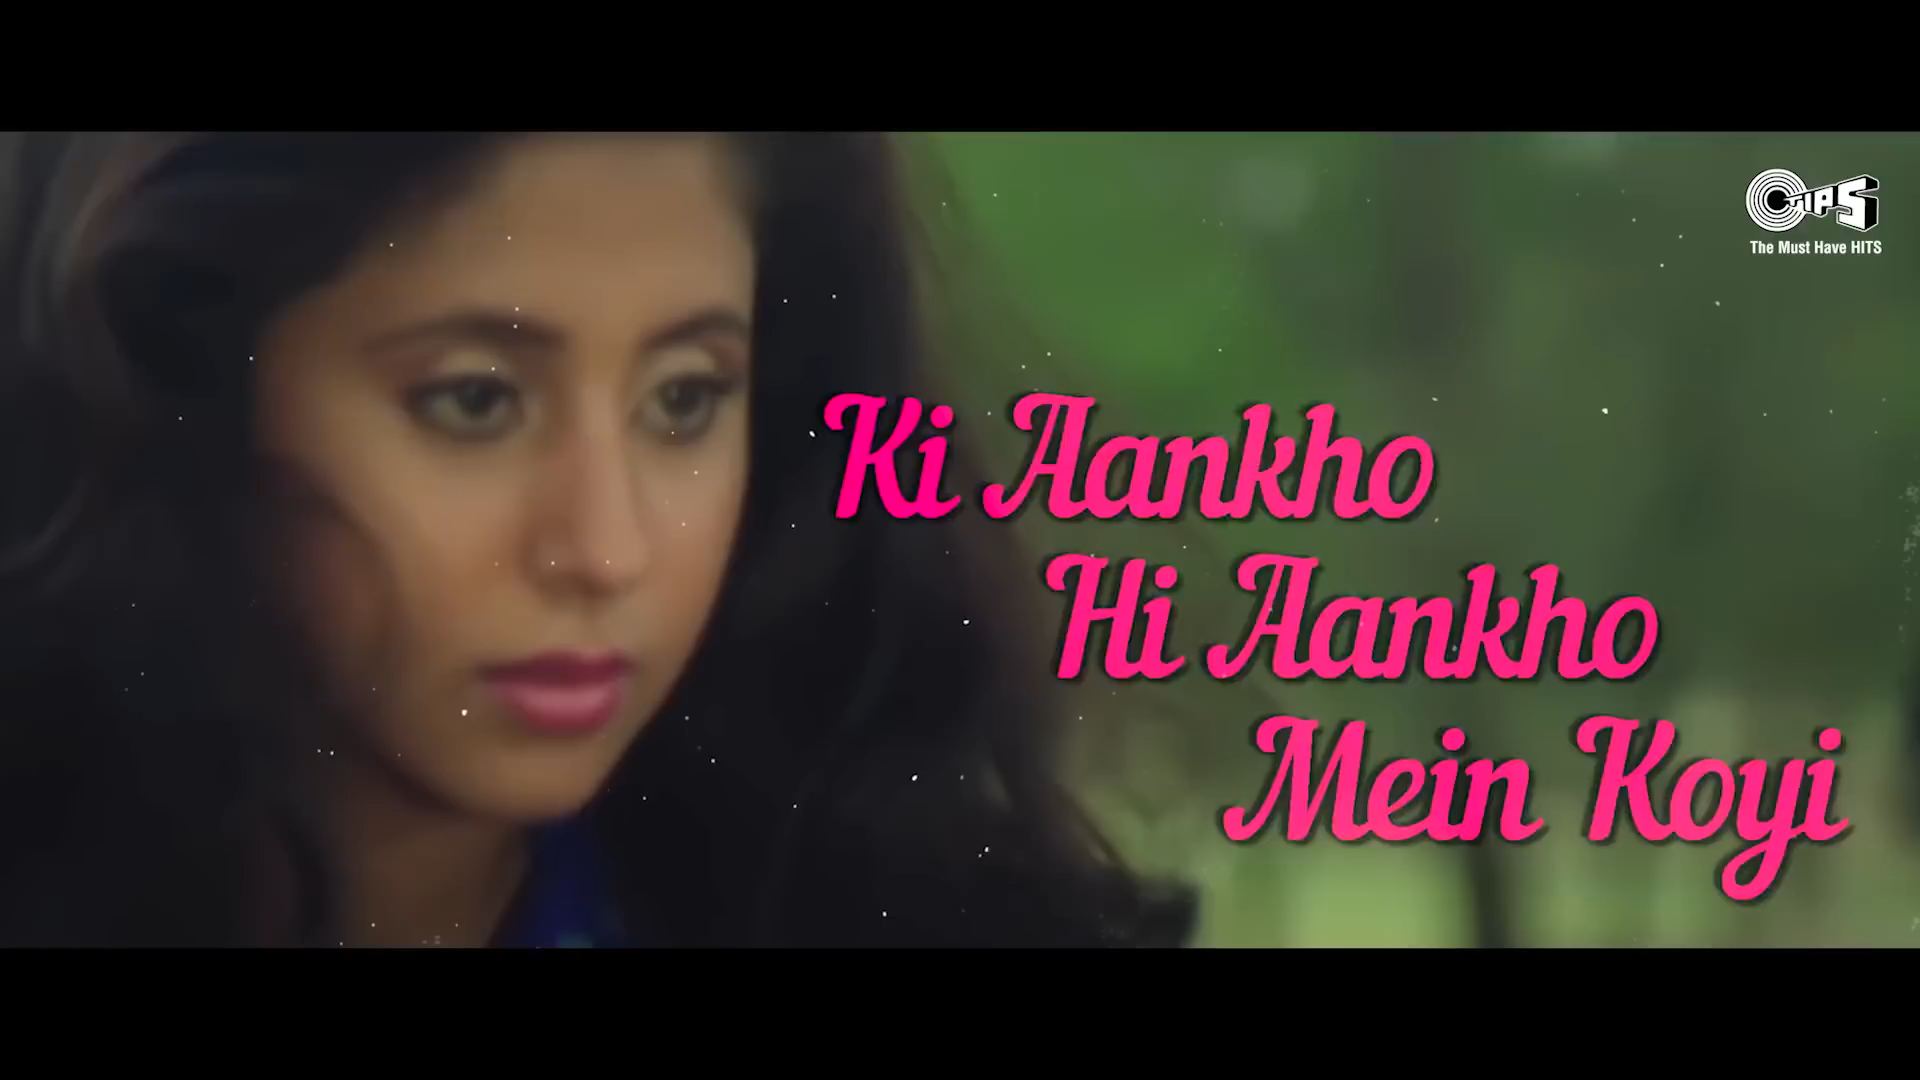 TIPS
The Must Have HITS
Ki Aankho
Hi Aankho
Mein Koyi